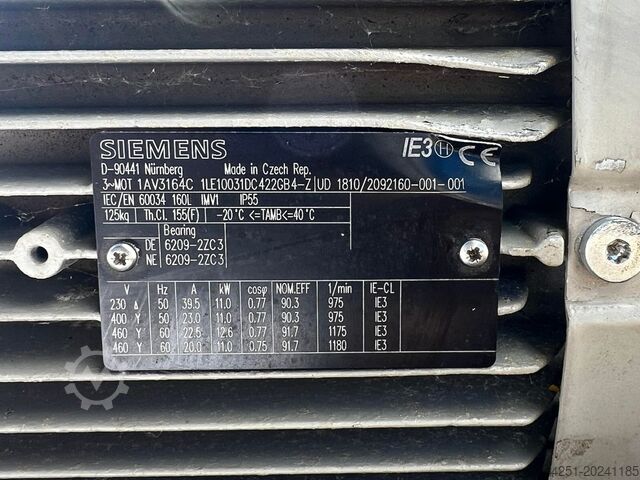 SIEMENS IE3 H CE
D-90441 Nürnberg Made in Czech Rep.
3~MOT 1AV3164C 1LE10031DC422GB4-Z UD 1810/2092160-001-001
IEC/EN 60034 160L IMV1 IP55
125kg Th.Cl. 155(F) -20°C <=TAMB<=40°C
Bearing
DE 6209-2ZC3
NE 6209-2ZC3
V Hz A kW cosφ NOM.EFF 1/min IE-CL
230 Δ 50 39.5 11.0 0.77 90.3 975 IE3
400 Y 50 23.0 11.0 0.77 90.3 975 IE3
460 Y 60 22.5 12.6 0.77 91.7 1175 IE3
460 Y 60 20.0 11.0 0.75 91.7 1180 IE3
Machineseeker
4251-20241185